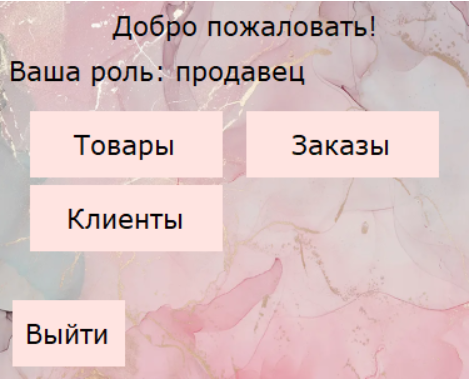 Добро пожаловать!
Ваша роль: продавец
Товары Заказы
Клиенты
Выйти